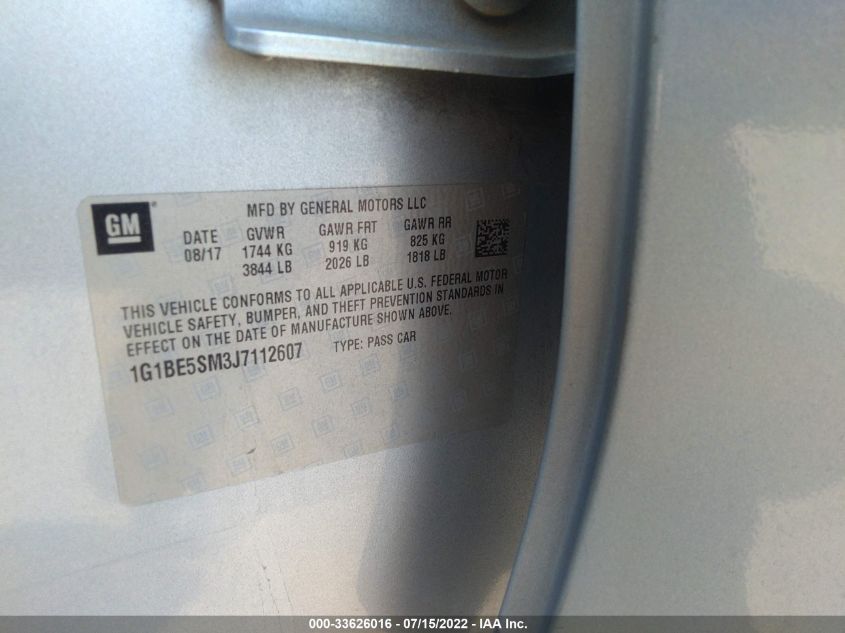 GM
MFD BY GENERAL MOTORS LLC
DATE GVWR GAWR FRT GAWR RR
08/17 1744 KG 919 KG 825 KG
3844 LB 2026 LB 1818 LB
THIS VEHICLE CONFORMS TO ALL APPLICABLE U.S. FEDERAL MOTOR
VEHICLE SAFETY, BUMPER, AND THEFT PREVENTION STANDARDS IN
EFFECT ON THE DATE OF MANUFACTURE SHOWN ABOVE.
1G1BE5SM3J7112607 TYPE: PASS CAR
000-33626016 - 07/15/2022 - IAA Inc.